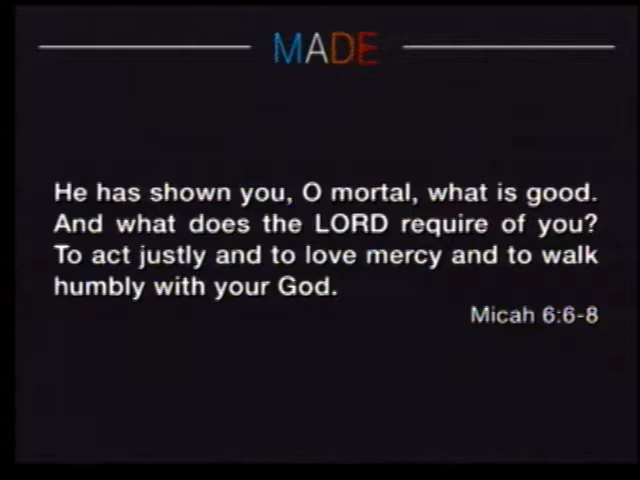 MADE
He has shown you, O mortal, what is good.
And what does the LORD require of you?
To act justly and to love mercy and to walk
humbly with your God.
Micah 6:6-8